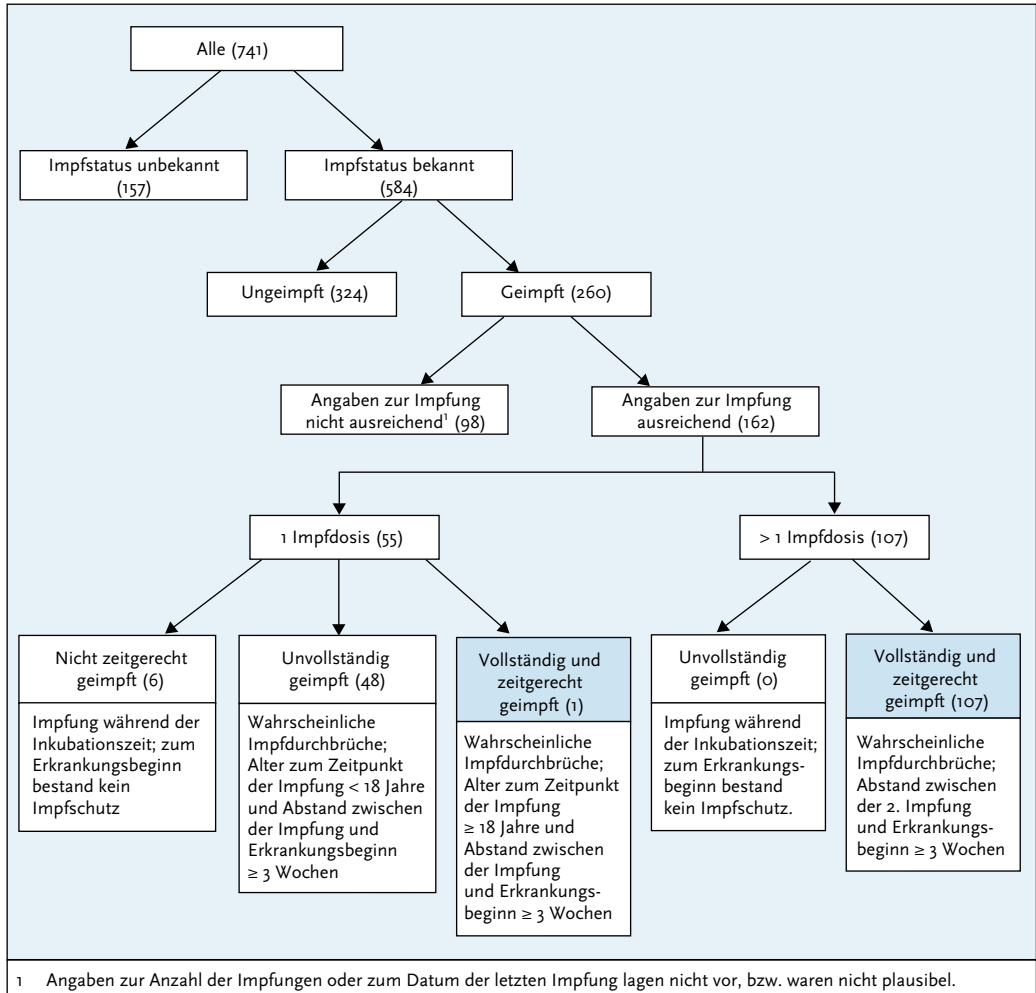 Alle (741)
Impfstatus unbekannt
(157)
Impfstatus bekannt
(584)
Ungeimpft (324)
Geimpft (260)
Angaben zur Impfung
nicht ausreichend¹ (98)
Angaben zur Impfung
ausreichend (162)
1 Impfdosis (55)
> 1 Impfdosis (107)
Nicht zeitgerecht
geimpft (6)
Impfung während der
Inkubationszeit; zum
Erkrankungsbeginn
bestand kein
Impfschutz
Unvollständig
geimpft (48)
Wahrscheinliche
Impfdurchbrüche;
Alter zum Zeitpunkt
der Impfung < 18 Jahre
und Abstand zwischen
der Impfung und
Erkrankungsbeginn
≥ 3 Wochen
Vollständig und
zeitgerecht
geimpft (1)
Wahrscheinliche
Impfdurchbrüche;
Alter zum Zeitpunkt
der Impfung
≥ 18 Jahre und
Abstand zwischen
der Impfung
und Erkrankungs-
beginn ≥ 3 Wochen
Unvollständig
geimpft (0)
Impfung während
der Inkubationszeit;
zum Erkrankungs-
beginn bestand
kein Impfschutz.
Vollständig und
zeitgerecht
geimpft (107)
Wahrscheinliche
Impfdurchbrüche;
Abstand zwischen
der 2. Impfung
und Erkrankungs-
beginn ≥ 3 Wochen
1 Angaben zur Anzahl der Impfungen oder zum Datum der letzten Impfung lagen nicht vor, bzw. waren nicht plausibel.